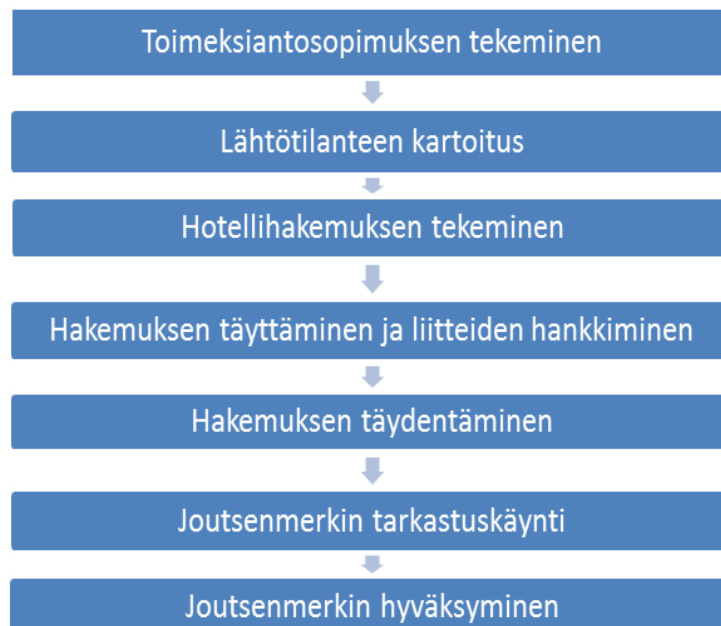 Toimeksiantosopimuksen tekeminen
Lähtötilanteen kartoitus
Hotellihakemuksen tekeminen
Hakemuksen täyttäminen ja liitteiden hankkiminen
Hakemuksen täydentäminen
Joutsenmerkin tarkastuskäynti
Joutsenmerkin hyväksyminen